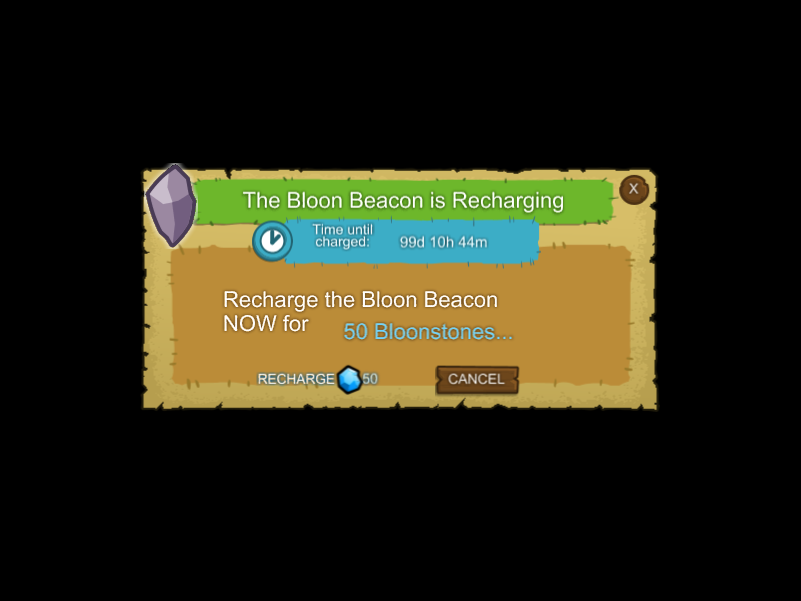 The Bloon Beacon is Recharging
X
Time until
charged:
99d 10h 44m
Recharge the Bloon Beacon
NOW for
50 Bloonstones...
RECHARGE 50
CANCEL